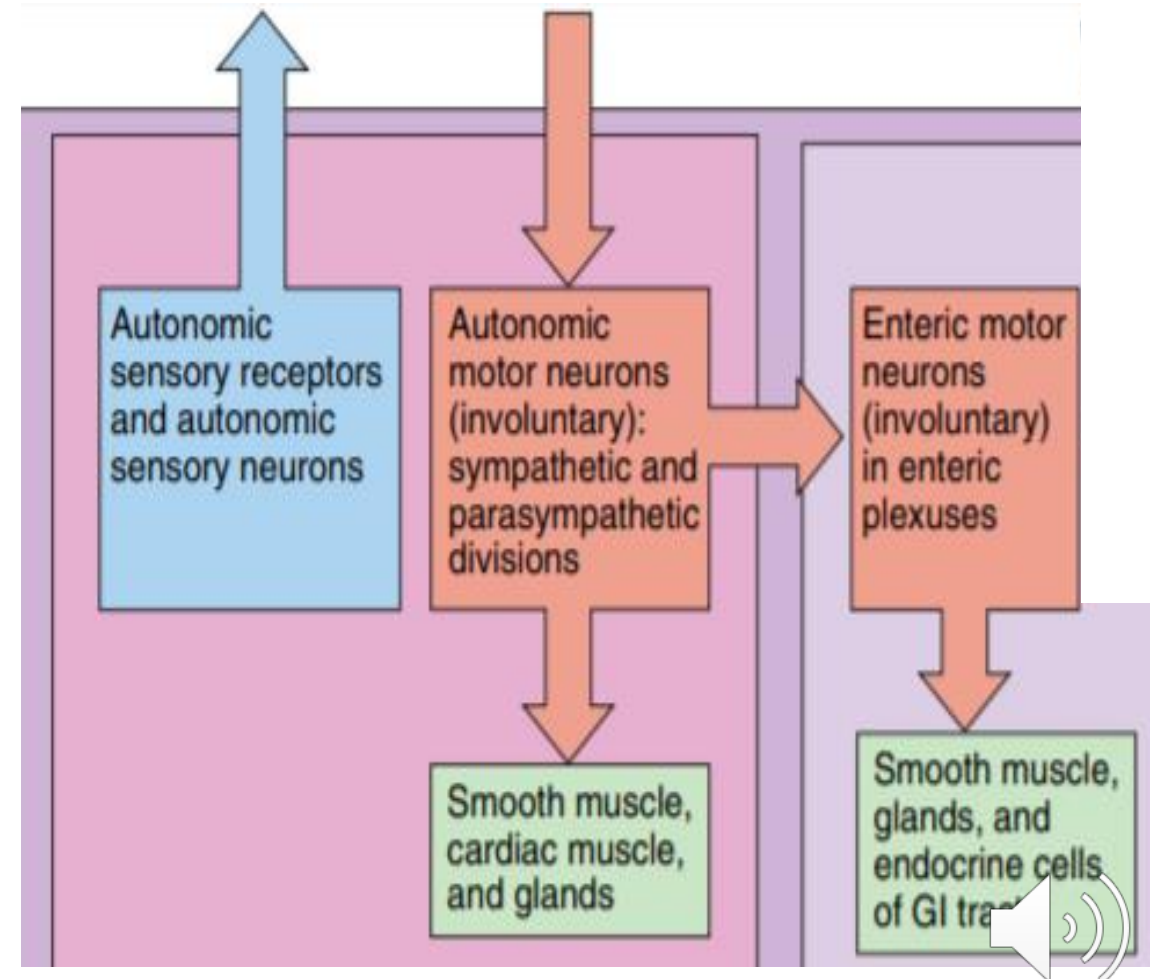 Autonomic
sensory receptors
and autonomic
sensory neurons
Autonomic
motor neurons
(involuntary):
sympathetic and
parasympathetic
divisions
Enteric motor
neurons
(involuntary)
in enteric
plexuses
Smooth muscle,
cardiac muscle,
and glands
Smooth muscle,
glands, and
endocrine cells
of GI tract